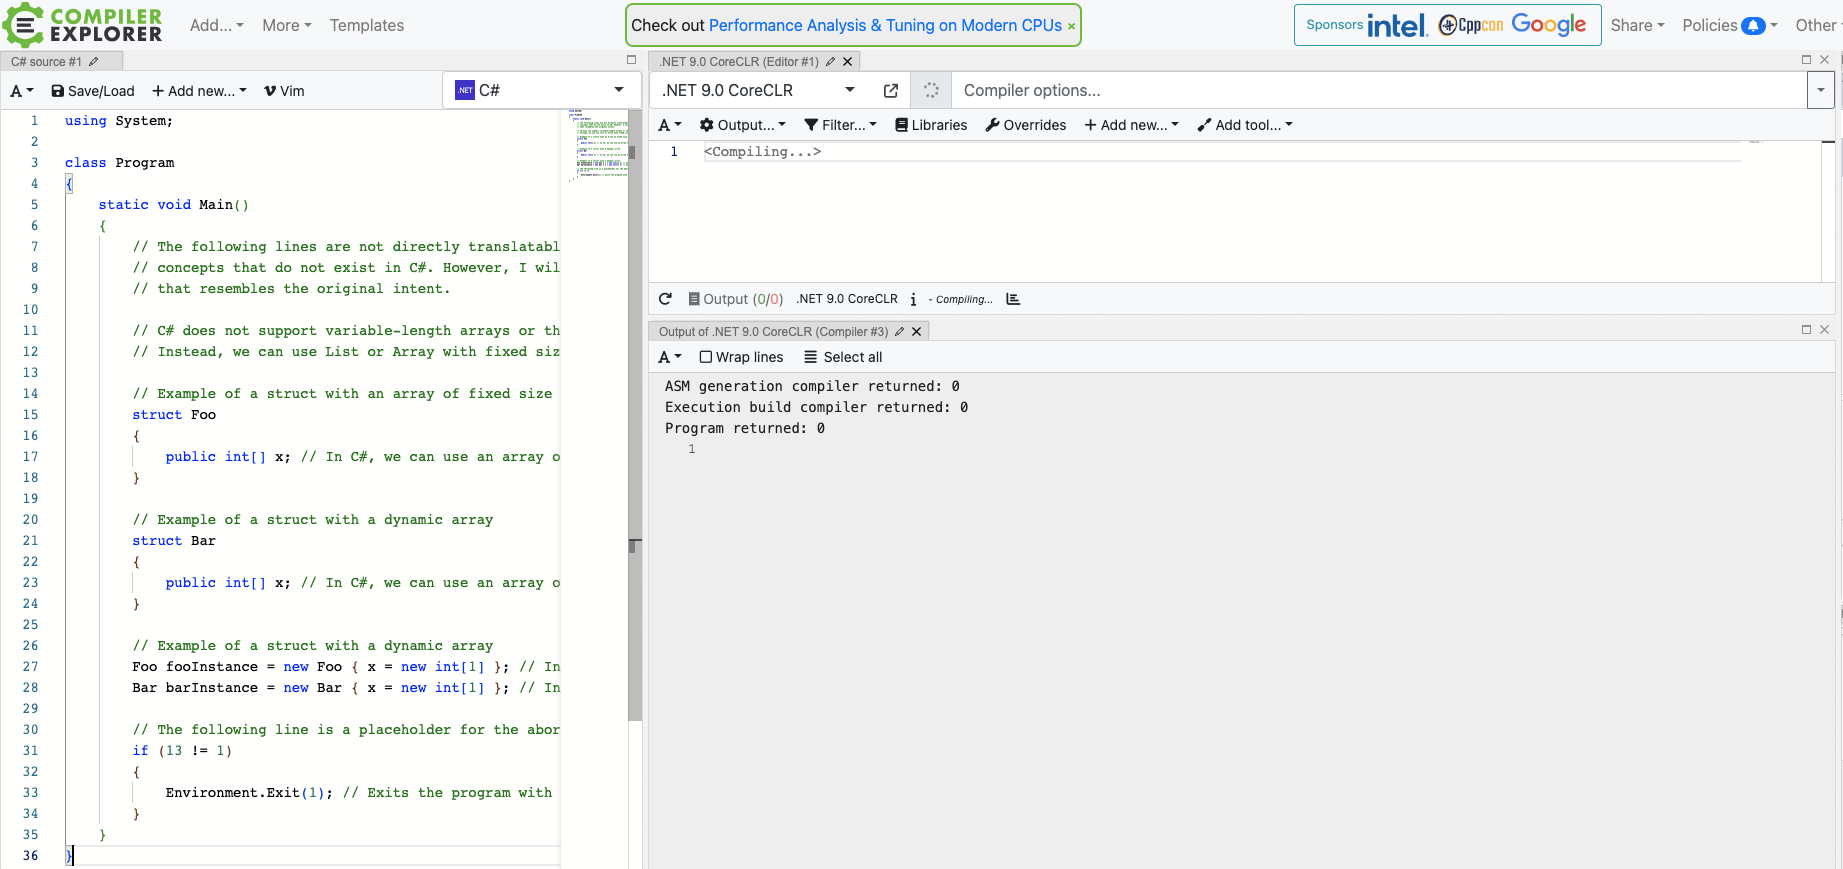 COMPILER
EXPLORER
Add...
More
Templates
Check out Performance Analysis & Tuning on Modern CPUs ×
Sponsors intel. Cppcon Google
Share
Policies
Other
C# source #1
A
Save/Load
+ Add new...
Vim
.NET C#
1 using System;
2
3 class Program
4 {
5 static void Main()
6 {
7 // The following lines are not directly translatabl
8 // concepts that do not exist in C#. However, I wil
9 // that resembles the original intent.
10
11 // C# does not support variable-length arrays or th
12 // Instead, we can use List or Array with fixed siz
13
14 // Example of a struct with an array of fixed size
15 struct Foo
16 {
17 public int[] x; // In C#, we can use an array o
18 }
19
20 // Example of a struct with a dynamic array
21 struct Bar
22 {
23 public int[] x; // In C#, we can use an array o
24 }
25
26 // Example of a struct with a dynamic array
27 Foo fooInstance = new Foo { x = new int[1] }; // In
28 Bar barInstance = new Bar { x = new int[1] }; // In
29
30 // The following line is a placeholder for the abor
31 if (13 != 1)
32 {
33 Environment.Exit(1); // Exits the program with
34 }
35 }
36 }
.NET 9.0 CoreCLR (Editor #1)
.NET 9.0 CoreCLR
Compiler options...
A
Output...
Filter...
Libraries
Overrides
+ Add new...
Add tool...
1 <Compiling...>
Output (0/0) .NET 9.0 CoreCLR i - Compiling...
Output of .NET 9.0 CoreCLR (Compiler #3)
A
Wrap lines
Select all
ASM generation compiler returned: 0
Execution build compiler returned: 0
Program returned: 0
1